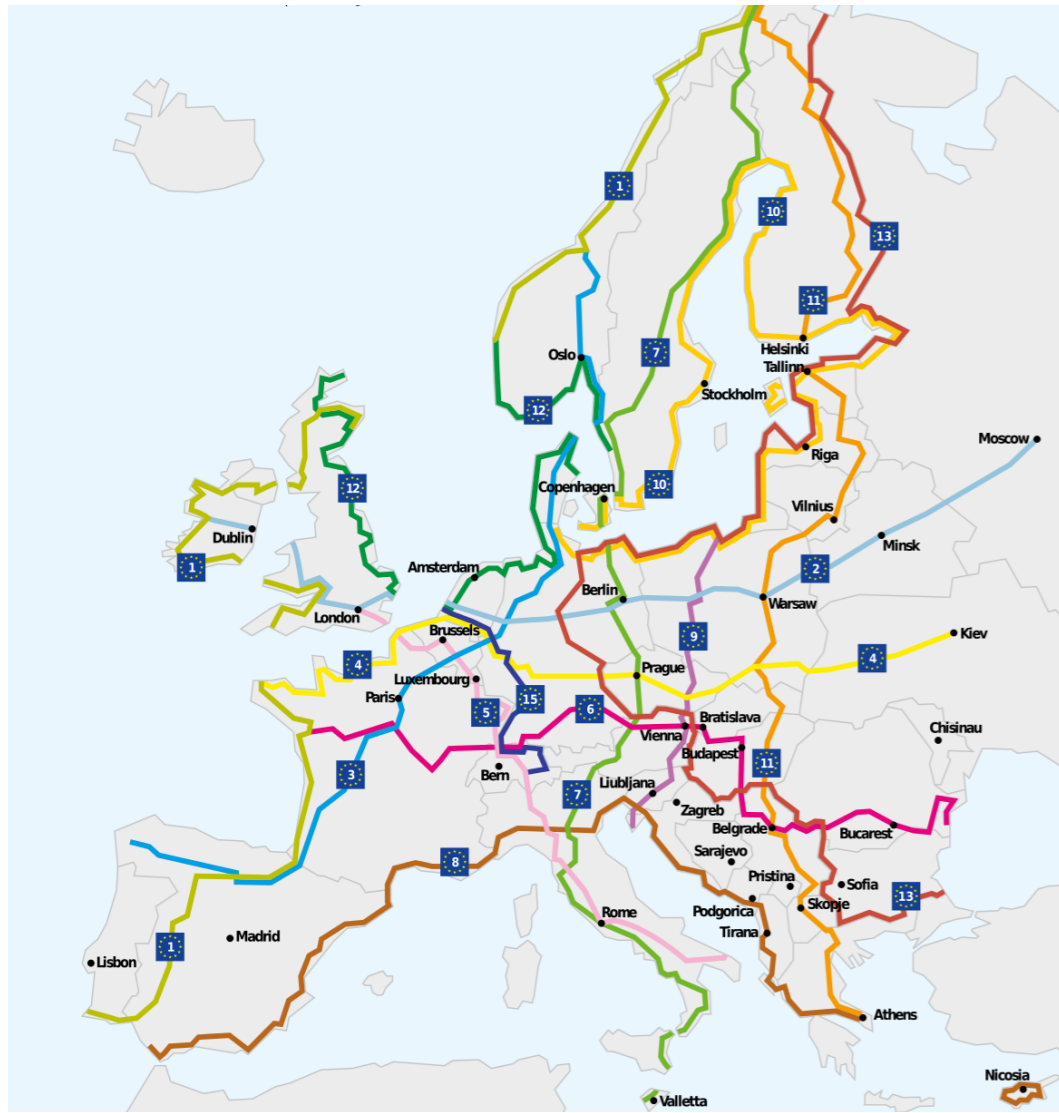 1
10
13
11
Helsinki
Oslo
7
Tallinn
Stockholm
12
Moscow
Riga
12
10
Copenhagen
Vilnius
Dublin
Minsk
Amsterdam
1
2
Berlin
Warsaw
London
Brussels
9
Kiev
4
4
Prague
Luxembourg
Paris
15
5
6
Bratislava
Chisinau
Vienna
Budapest
11
Bern
3
Ljubljana
7
Zagreb
Belgrade
Bucarest
Sarajevo
8
Pristina
Sofia
13
Skopje
Podgorica
Rome
Tirana
Madrid
1
Lisbon
Athens
Nicosia
Valletta